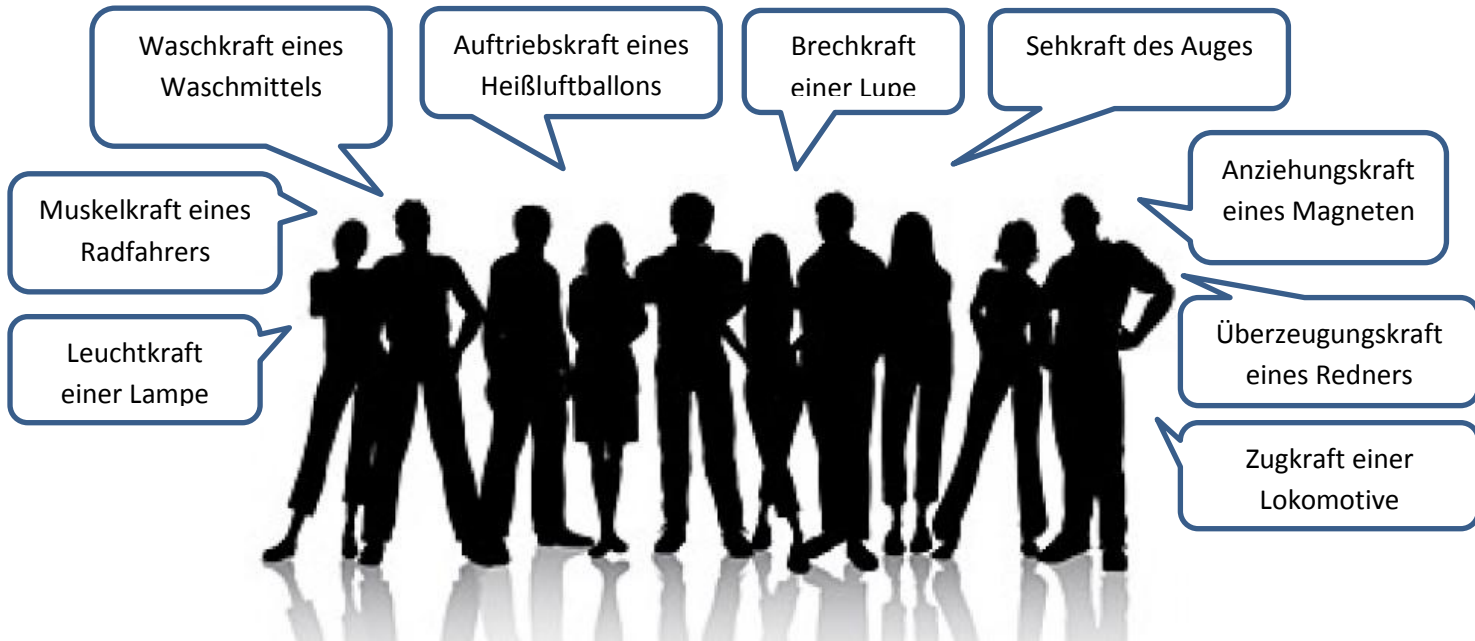 Waschkraft eines
Waschmittels
Auftriebskraft eines
Heißluftballons
Brechkraft
einer Lupe
Sehkraft des Auges
Muskelkraft eines
Radfahrers
Anziehungskraft
eines Magneten
Leuchtkraft
einer Lampe
Überzeugungskraft
eines Redners
Zugkraft einer
Lokomotive